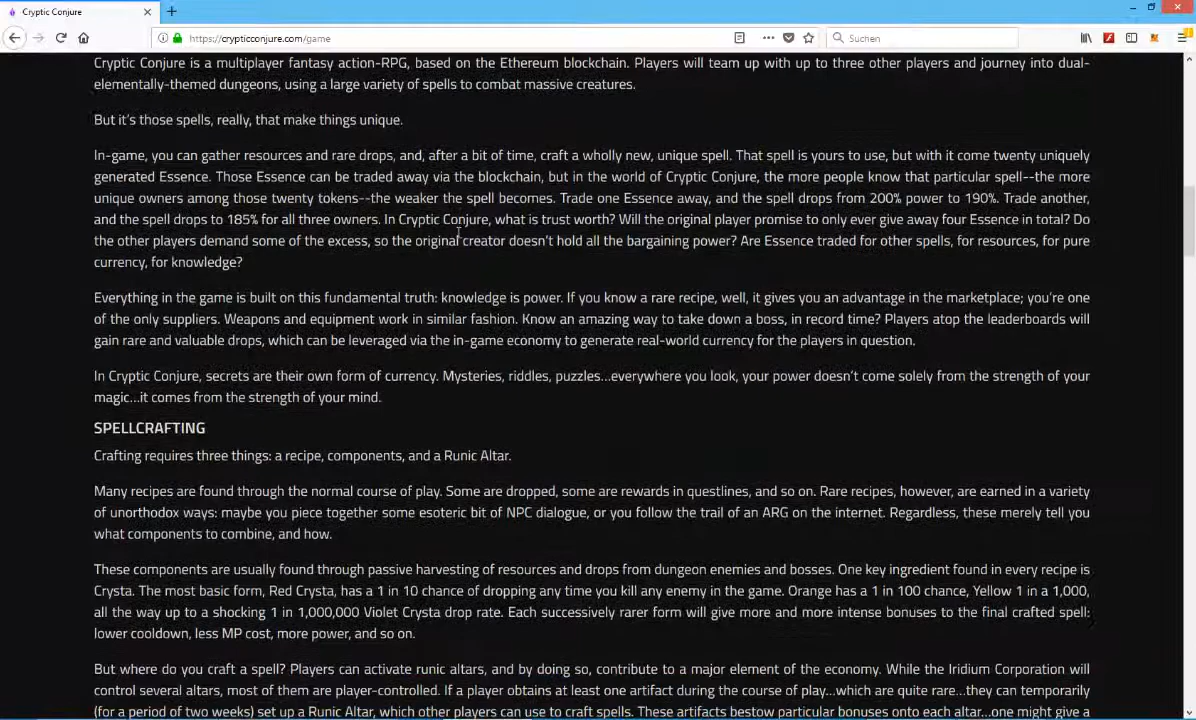 Cryptic Conjure
https://crypticconjure.com/game
Suchen
Cryptic Conjure is a multiplayer fantasy action-RPG, based on the Ethereum blockchain. Players will team up with up to three other players and journey into dual-
elementally-themed dungeons, using a large variety of spells to combat massive creatures.
But it's those spells, really, that make things unique.
In-game, you can gather resources and rare drops, and, after a bit of time, craft a wholly new, unique spell. That spell is yours to use, but with it come twenty uniquely
generated Essence. Those Essence can be traded away via the blockchain, but in the world of Cryptic Conjure, the more people know that particular spell--the more
unique owners among those twenty tokens--the weaker the spell becomes. Trade one Essence away, and the spell drops from 200% power to 190%. Trade another,
and the spell drops to 185% for all three owners. In Cryptic Conjure, what is trust worth? Will the original player promise to only ever give away four Essence in total? Do
the other players demand some of the excess, so the original creator doesn't hold all the bargaining power? Are Essence traded for other spells, for resources, for pure
currency, for knowledge?
Everything in the game is built on this fundamental truth: knowledge is power. If you know a rare recipe, well, it gives you an advantage in the marketplace; you're one
of the only suppliers. Weapons and equipment work in similar fashion. Know an amazing way to take down a boss, in record time? Players atop the leaderboards will
gain rare and valuable drops, which can be leveraged via the in-game economy to generate real-world currency for the players in question.
In Cryptic Conjure, secrets are their own form of currency. Mysteries, riddles, puzzles...everywhere you look, your power doesn't come solely from the strength of your
magic...it comes from the strength of your mind.
SPELLCRAFTING
Crafting requires three things: a recipe, components, and a Runic Altar.
Many recipes are found through the normal course of play. Some are dropped, some are rewards in questlines, and so on. Rare recipes, however, are earned in a variety
of unorthodox ways: maybe you piece together some esoteric bit of NPC dialogue, or you follow the trail of an ARG on the internet. Regardless, these merely tell you
what components to combine, and how.
These components are usually found through passive harvesting of resources and drops from dungeon enemies and bosses. One key ingredient found in every recipe is
Crysta. The most basic form, Red Crysta, has a 1 in 10 chance of dropping any time you kill any enemy in the game. Orange has a 1 in 100 chance, Yellow 1 in a 1,000,
all the way up to a shocking 1 in 1,000,000 Violet Crysta drop rate. Each successively rarer form will give more and more intense bonuses to the final crafted spell:
lower cooldown, less MP cost, more power, and so on.
But where do you craft a spell? Players can activate runic altars, and by doing so, contribute to a major element of the economy. While the Iridium Corporation will
control several altars, most of them are player-controlled. If a player obtains at least one artifact during the course of play...which are quite rare...they can temporarily
(for a period of two weeks) set up a Runic Altar, which other players can use to craft spells. These artifacts bestow particular bonuses onto each altar...one might give a